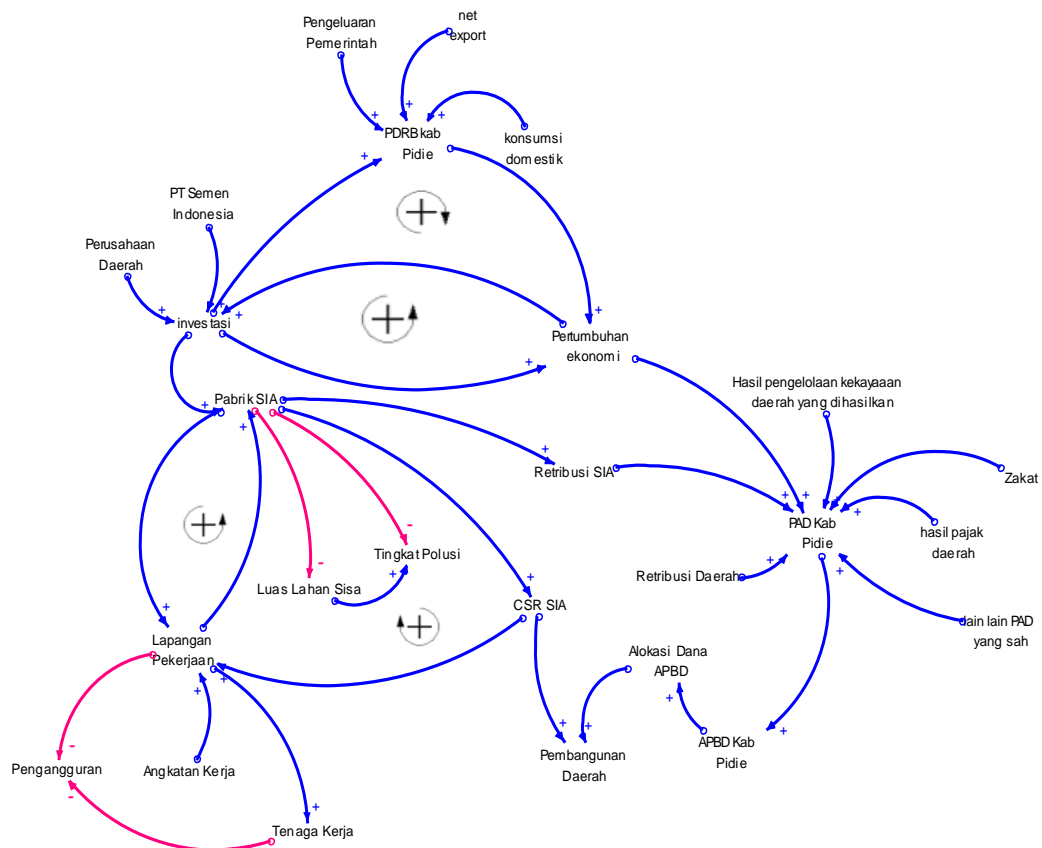 Pengeluaran
Pemerintah
net
export
PDRB kab
Pidie
konsumsi
domestik
PT Semen
Indonesia
Perusahaan
Daerah
investasi
Pertumbuhan
ekonomi
Pabrik SIA
Hasil pengelolaan kekayaaan
daerah yang dihasilkan
Retribusi SIA
Zakat
PAD Kab
Pidie
hasil pajak
daerah
Tingkat Polusi
Luas Lahan Sisa
Retribusi Daerah
CSR SIA
dain lain PAD
yang sah
Lapangan
Pekerjaan
Alokasi Dana
APBD
Pembangunan
Daerah
APBD Kab
Pidie
Pengangguran
Angkatan Kerja
Tenaga Kerja